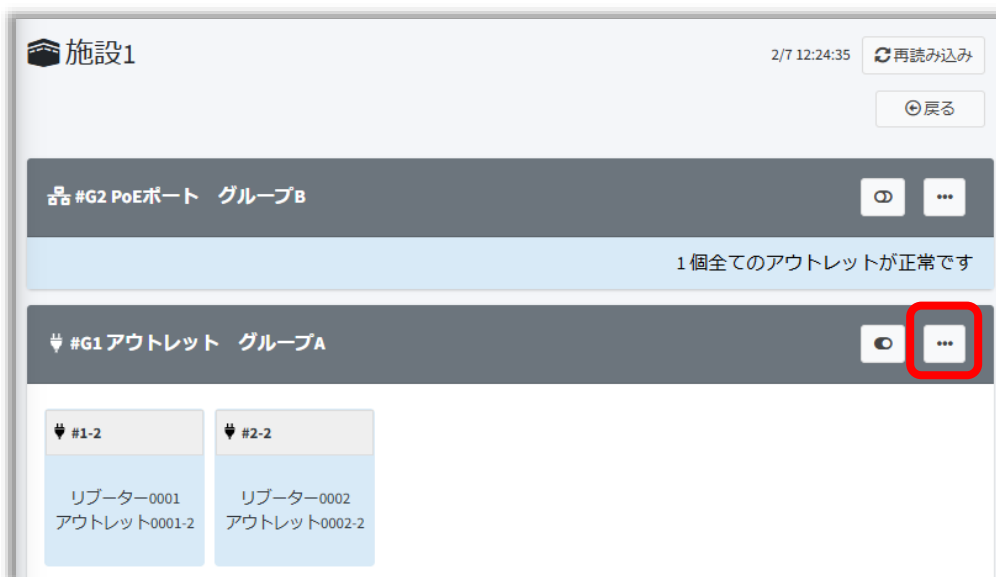 施設1
2/7 12:24:35
再読み込み
戻る
#G2 PoEポート　グループB
1個全てのアウトレットが正常です
#G1 アウトレット　グループA
#1-2
リブーター0001
アウトレット0001-2
#2-2
リブーター0002
アウトレット0002-2